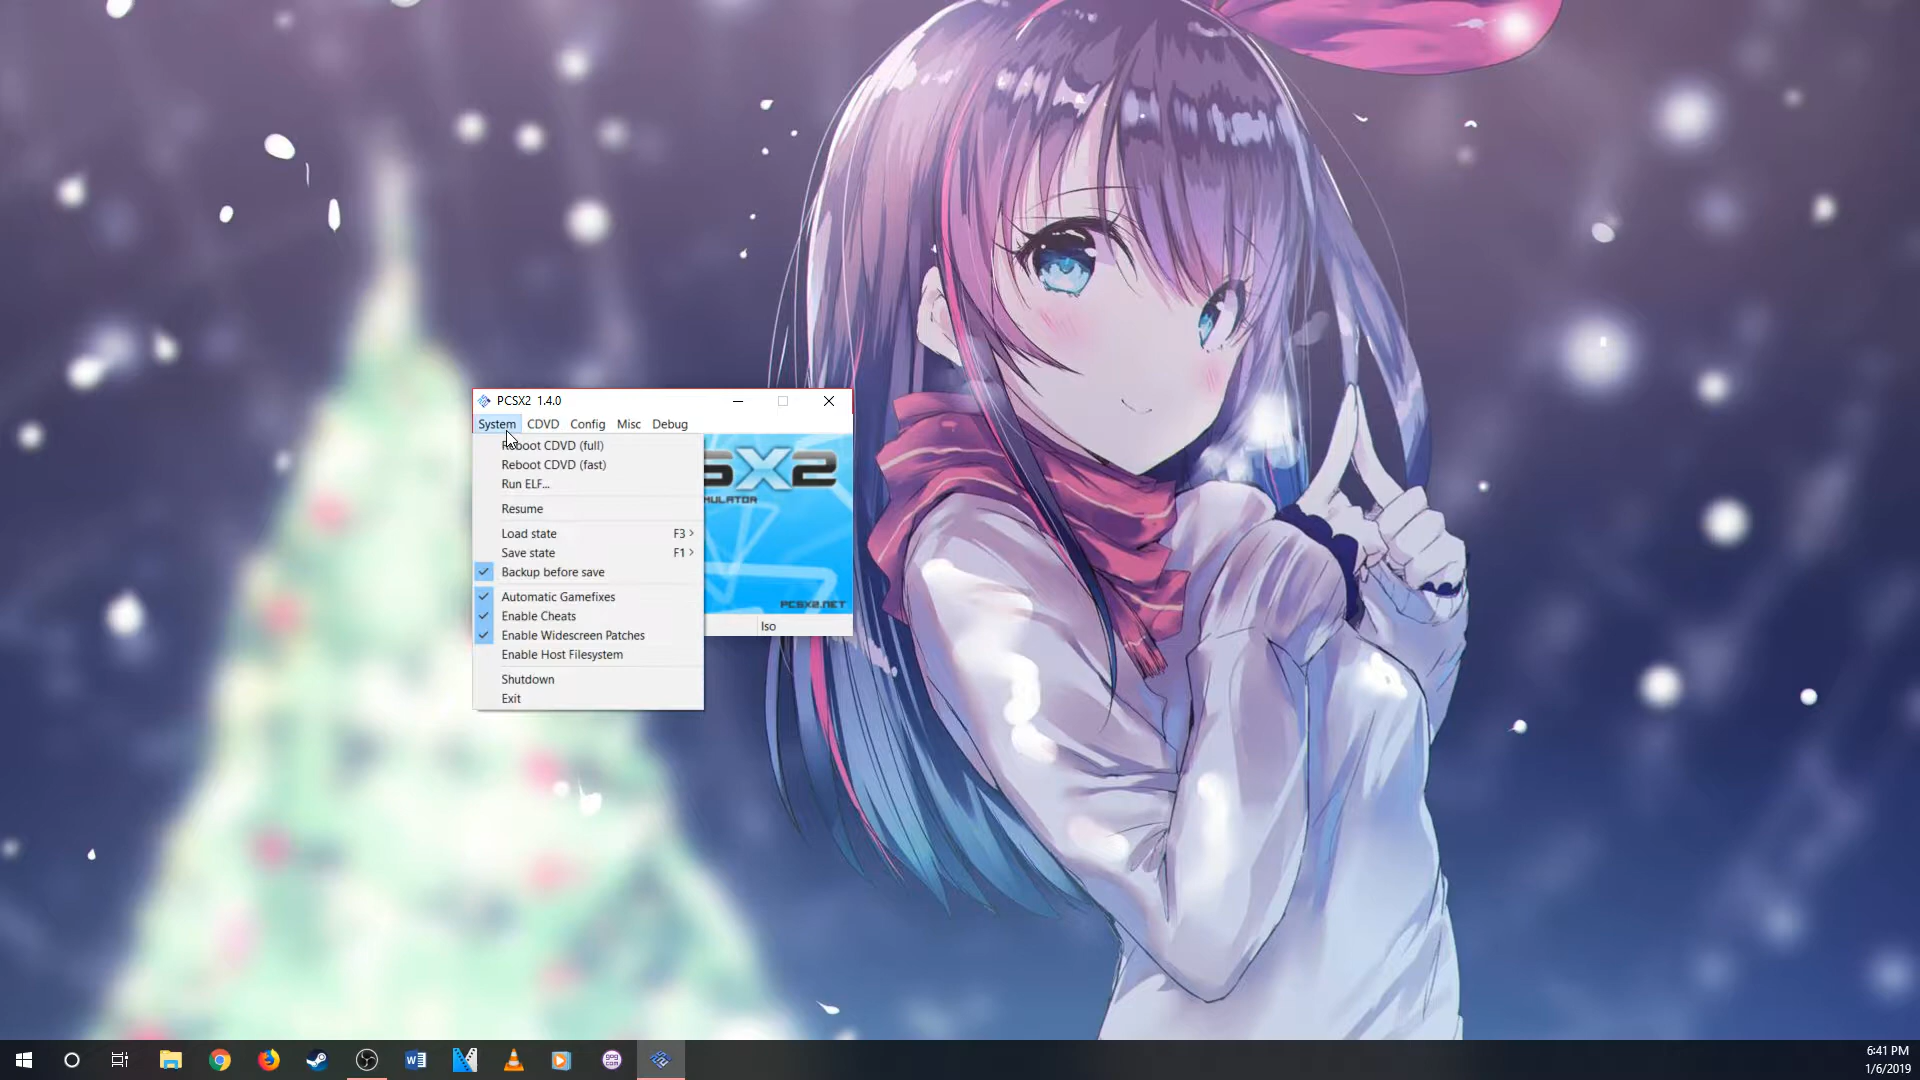 PCSX2 1.4.0
System CDVD Config Misc Debug
Reboot CDVD (full)
Reboot CDVD (fast)
Run ELF...
Resume
Load state F3 >
Save state F1 >
Backup before save
Automatic Gamefixes
Enable Cheats
Enable Widescreen Patches
Enable Host Filesystem
Shutdown
Exit
SX2
MULATOR
PCSX2.NET
Iso
6:41 PM
1/6/2019